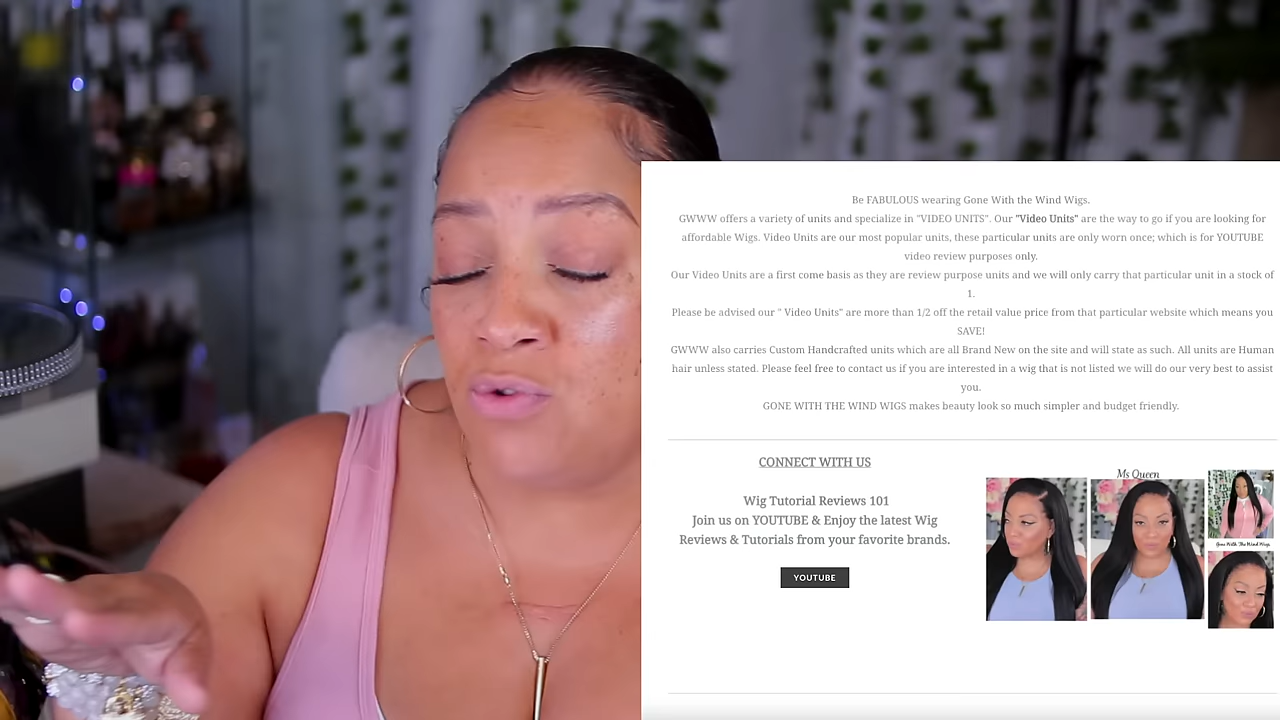 Be FABULOUS wearing Gone With the Wind Wigs.
GWWW offers a variety of units and specialize in "VIDEO UNITS". Our "Video Units" are the way to go if you are looking for
affordable Wigs. Video Units are our most popular units, these particular units are only worn once; which is for YOUTUBE
video review purposes only.
Our Video Units are a first come basis as they are review purpose units and we will only carry that particular unit in a stock of
1.
Please be advised our " Video Units" are more than 1/2 off the retail value price from that particular website which means you
SAVE!
GWWW also carries Custom Handcrafted units which are all Brand New on the site and will state as such. All units are Human
hair unless stated. Please feel free to contact us if you are interested in a wig that is not listed we will do our very best to assist
you.
GONE WITH THE WIND WIGS makes beauty look so much simpler and budget friendly.
CONNECT WITH US
Wig Tutorial Reviews 101
Join us on YOUTUBE & Enjoy the latest Wig
Reviews & Tutorials from your favorite brands.
YOUTUBE
Ms Queen
Gone With The Wind Wigs